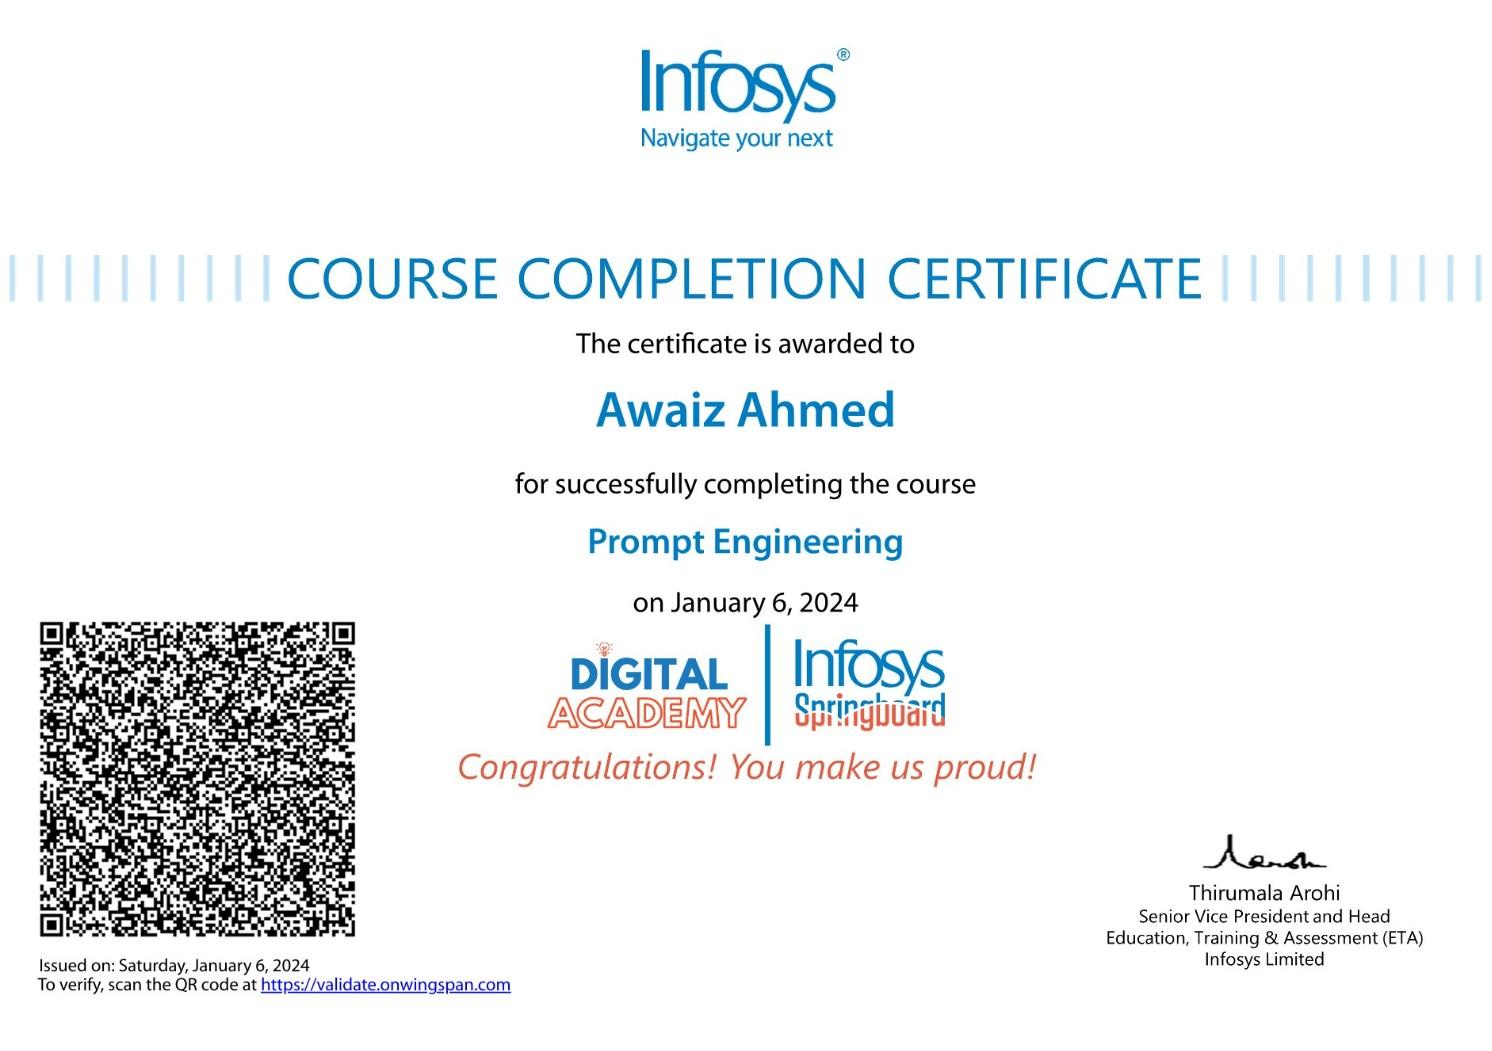 Infosys®
Navigate your next
COURSE COMPLETION CERTIFICATE
The certificate is awarded to
Awaiz Ahmed
for successfully completing the course
Prompt Engineering
on January 6, 2024
DIGITAL
ACADEMY
Infosys
Springboard
Congratulations! You make us proud!
Thirumala Arohi
Senior Vice President and Head
Education, Training & Assessment (ETA)
Infosys Limited
Issued on: Saturday, January 6, 2024
To verify, scan the QR code at https://validate.onwingspan.com